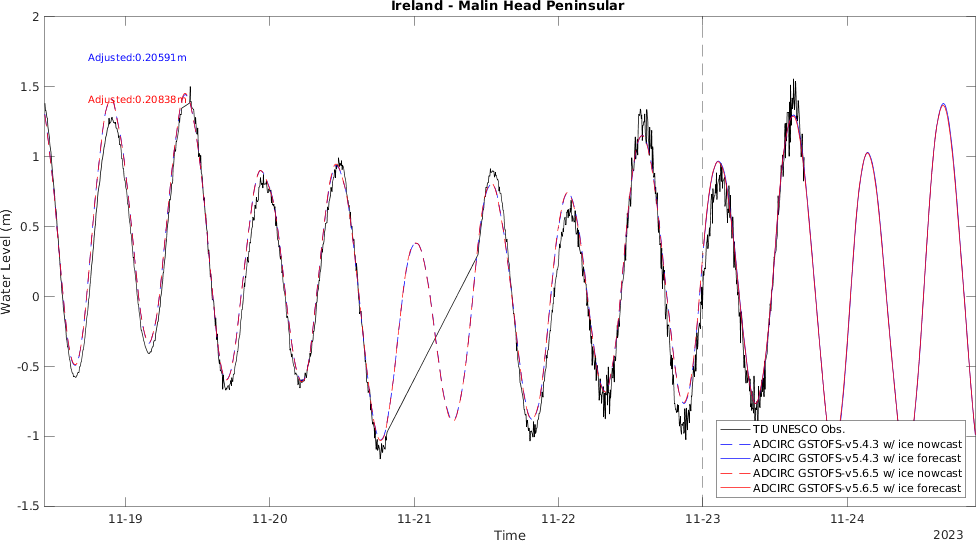 Ireland - Malin Head Peninsular
2
1.5
1
0.5
0
-0.5
-1
-1.5
Water Level (m)
Adjusted:0.20591m
Adjusted:0.20838m
TD UNESCO Obs.
ADCIRC GSTOFS-v5.4.3 w/ ice nowcast
ADCIRC GSTOFS-v5.4.3 w/ ice forecast
ADCIRC GSTOFS-v5.6.5 w/ ice nowcast
ADCIRC GSTOFS-v5.6.5 w/ ice forecast
11-19 11-20 11-21 11-22 11-23 11-24
Time
2023